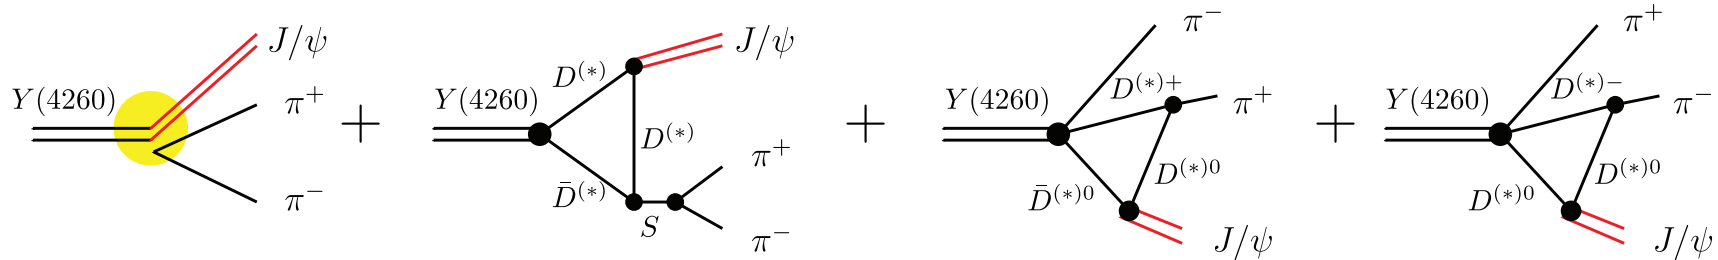 Y(4260) J/ψ π⁺ π⁻
+
Y(4260) D⁽*⁾ D⁽*⁾ D̄⁽*⁾ S J/ψ π⁺ π⁻
+
Y(4260) π⁻ D⁽*⁾⁺ π⁺ D⁽*⁾⁰ D̄⁽*⁾⁰ J/ψ
+
Y(4260) π⁺ D⁽*⁾⁻ π⁻ D⁽*⁾⁰ D⁽*⁾⁰ J/ψ